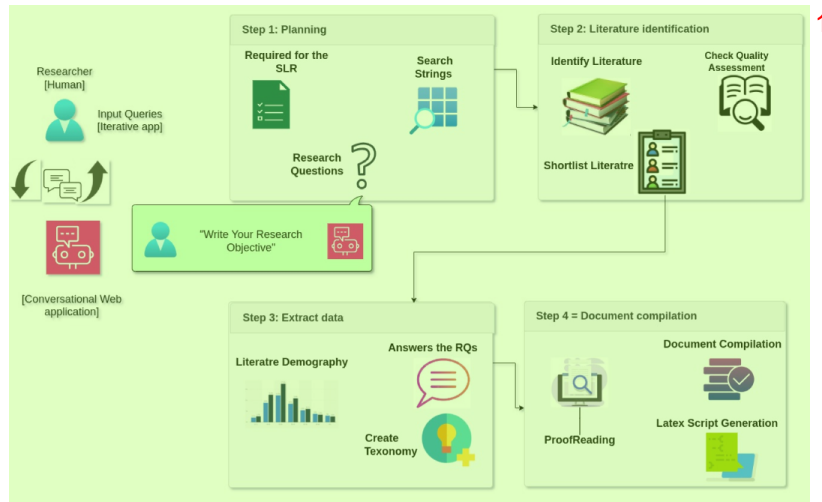 Researcher
[Human]
Input Queries
[Iterative app]
[Conversational Web
application]
Step 1: Planning
Required for the
SLR
Search
Strings
Research
Questions
"Write Your Research
Objective"
Step 2: Literature identification
Identify Literature
Check Quality
Assessment
Shortlist Literatre
Step 3: Extract data
Literatre Demography
Answers the RQs
Create
Texonomy
Step 4 = Document compilation
Document Compilation
ProofReading
Latex Script Generation